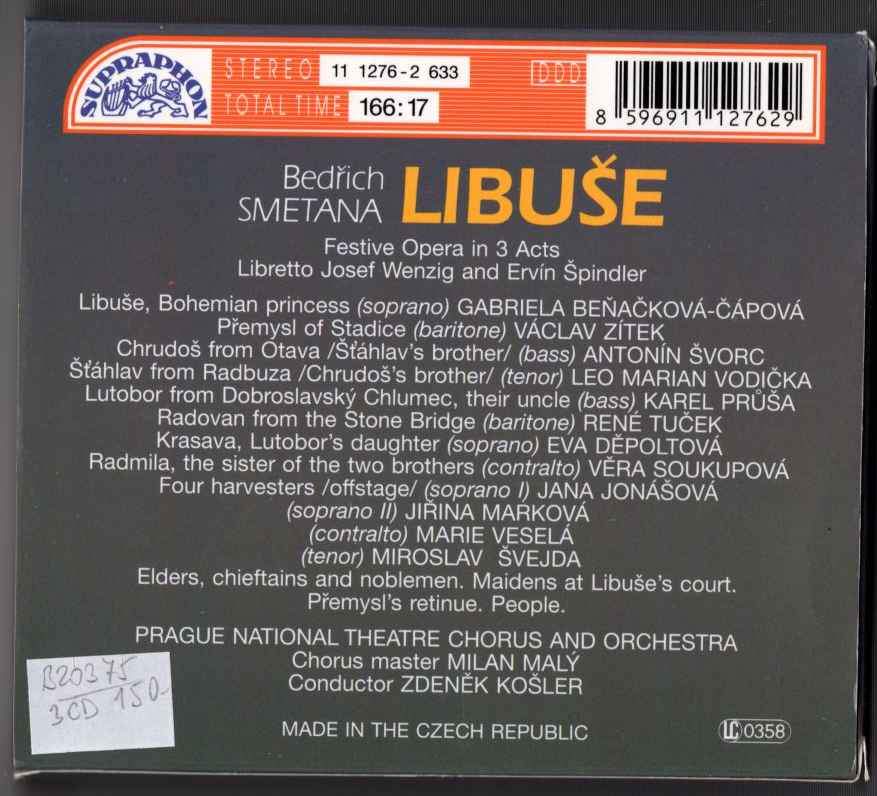 SUPRAPHON
STEREO 11 1276-2 633 DDD
TOTAL TIME 166:17
8 596911 127629
Bedřich
SMETANA LIBUŠE
Festive Opera in 3 Acts
Libretto Josef Wenzig and Ervín Špindler
Libuše, Bohemian princess (soprano) GABRIELA BEŇAČKOVÁ-ČÁPOVÁ
Přemysl of Stadice (baritone) VÁCLAV ZÍTEK
Chrudoš from Otava /Šťáhlav's brother/ (bass) ANTONÍN ŠVORC
Šťáhlav from Radbuza /Chrudoš's brother/ (tenor) LEO MARIAN VODIČKA
Lutobor from Dobroslavský Chlumec, their uncle (bass) KAREL PRŮŠA
Radovan from the Stone Bridge (baritone) RENÉ TUČEK
Krasava, Lutobor's daughter (soprano) EVA DĚPOLTOVÁ
Radmila, the sister of the two brothers (contralto) VĚRA SOUKUPOVÁ
Four harvesters /offstage/ (soprano I) JANA JONÁŠOVÁ
(soprano II) JIŘINA MARKOVÁ
(contralto) MARIE VESELÁ
(tenor) MIROSLAV ŠVEJDA
Elders, chieftains and noblemen. Maidens at Libuše's court.
Přemysl's retinue. People.
PRAGUE NATIONAL THEATRE CHORUS AND ORCHESTRA
Chorus master MILAN MALÝ
Conductor ZDENĚK KOŠLER
B20375
3CD 150-
MADE IN THE CZECH REPUBLIC
LC 0358